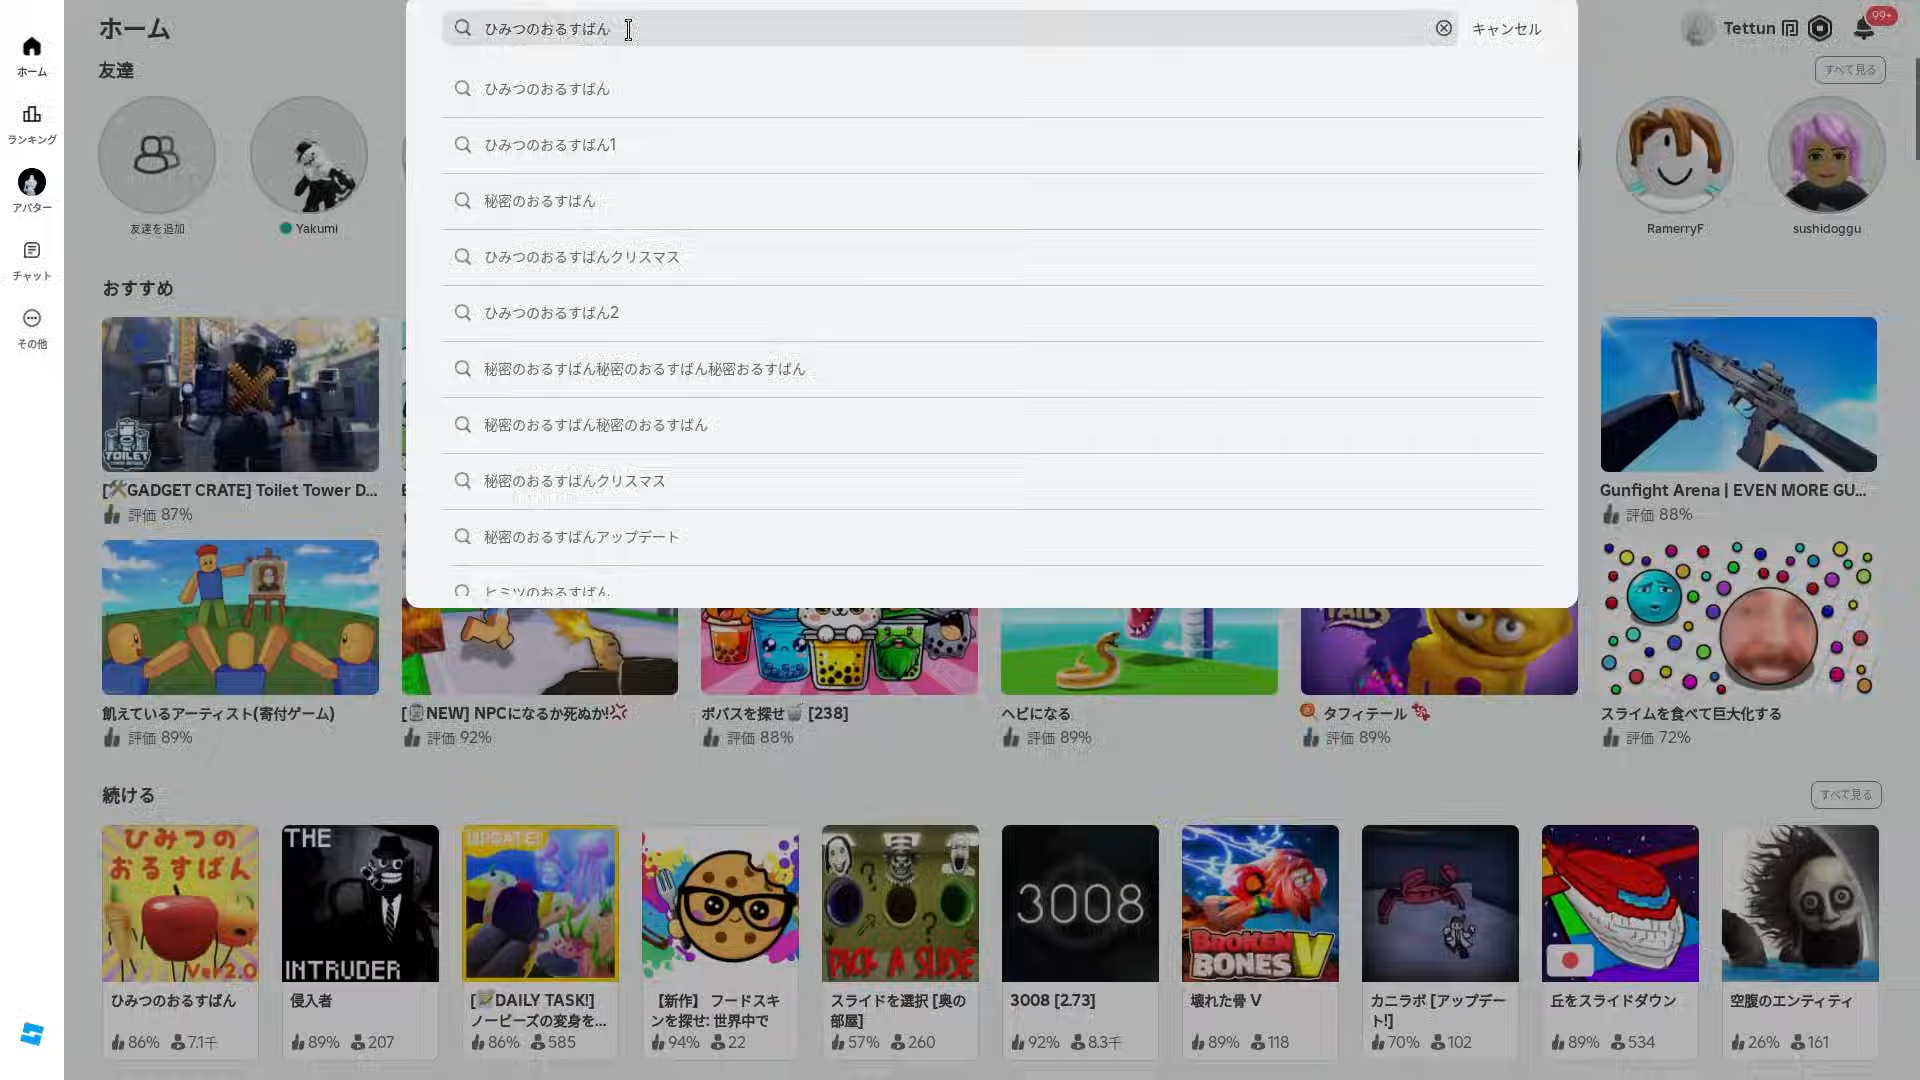 ホーム
ひみつのおるすばん
キャンセル
Tettun
99+
ホーム
ランキング
アバター
チャット
その他
友達
すべて見る
友達を追加
Yakumi
RamerryF
sushidoggu
ひみつのおるすばん
ひみつのおるすばん1
秘密のおるすばん
ひみつのおるすばんクリスマス
ひみつのおるすばん2
秘密のおるすばん秘密のおるすばん秘密おるすばん
秘密のおるすばん秘密のおるすばん
秘密のおるすばんクリスマス
秘密のおるすばんアップデート
ヒミツのおるすばん
おすすめ
TOILET
[🛠GADGET CRATE] Toilet Tower D...
評価 87%
Gunfight Arena | EVEN MORE GU...
評価 88%
TAILS
飢えているアーティスト(寄付ゲーム)
評価 89%
NEW] NPCになるか死ぬか!
評価 92%
ボバスを探せ🧋 [238]
評価 88%
ヘビになる
評価 89%
🍭 タフィテール 🍬
評価 89%
スライムを食べて巨大化する
評価 72%
続ける
すべて見る
ひみつの
おるすばん
Ver2.0
ひみつのおるすばん
86% 7.1千
THE
INTRUDER
侵入者
89% 207
UPDATE!
DAILY TASK!]
ノービーズの変身を...
86% 585
【新作】 フードスキ
ンを探せ: 世界中で
94% 22
PICK A SLIDE
スライドを選択 [奥の
部屋]
57% 260
3008
3008 [2.73]
92% 8.3千
BROKEN
BONES V
壊れた骨 V
89% 118
カニラボ [アップデー
ト!]
70% 102
丘をスライドダウン
89% 534
空腹のエンティティ
26% 161